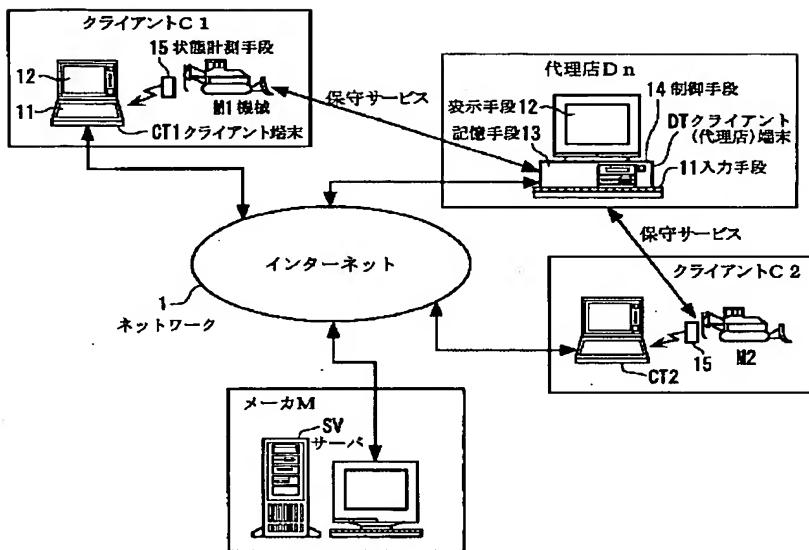 クライアントC1
15 状態計測手段
12
11
M1 機械
CT1 クライアント端末
保守サービス
代理店Dn
表示手段12
記憶手段13
14 制御手段
DTクライアント
(代理店)端末
11入力手段
保守サービス
インターネット
1
ネットワーク
クライアントC2
15
M2
CT2
メーカM
SV
サーバ